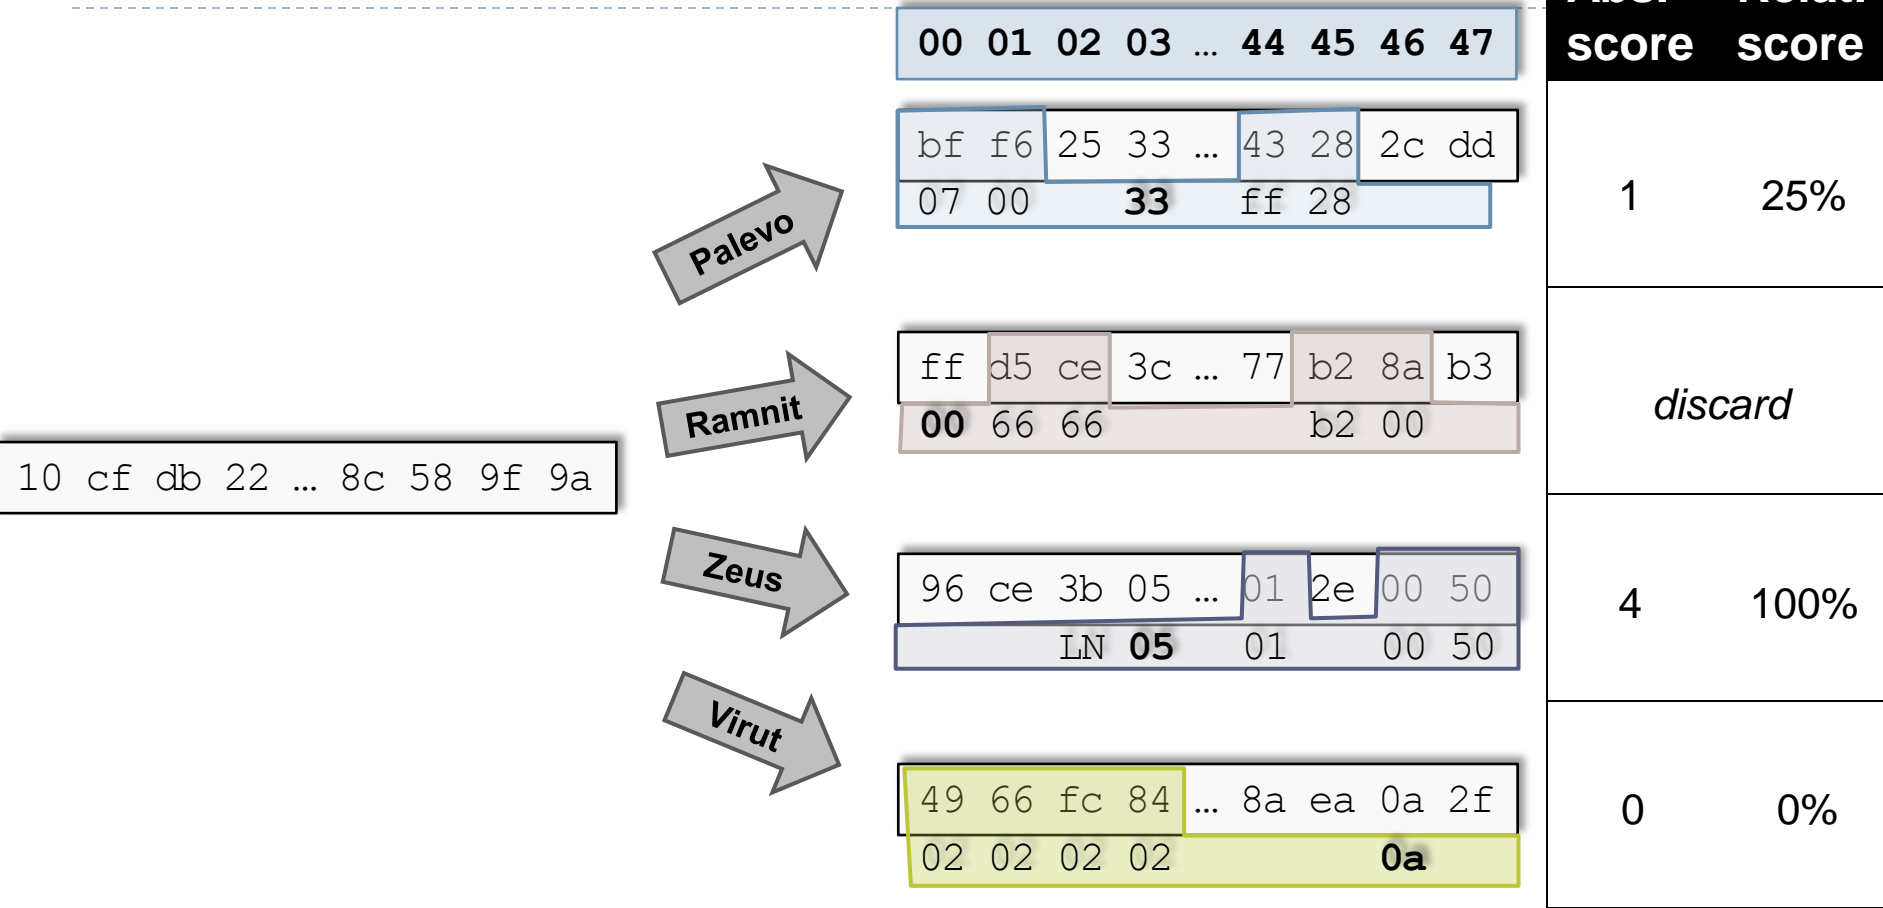 score score
00 01 02 03 … 44 45 46 47
bf f6 25 33 … 43 28 2c dd
07 00 33 ff 28
1 25%
Palevo
ff d5 ce 3c … 77 b2 8a b3
00 66 66 b2 00
discard
Ramnit
10 cf db 22 … 8c 58 9f 9a
Zeus
96 ce 3b 05 … 01 2e 00 50
LN 05 01 00 50
4 100%
Virut
49 66 fc 84 … 8a ea 0a 2f
02 02 02 02 0a
0 0%